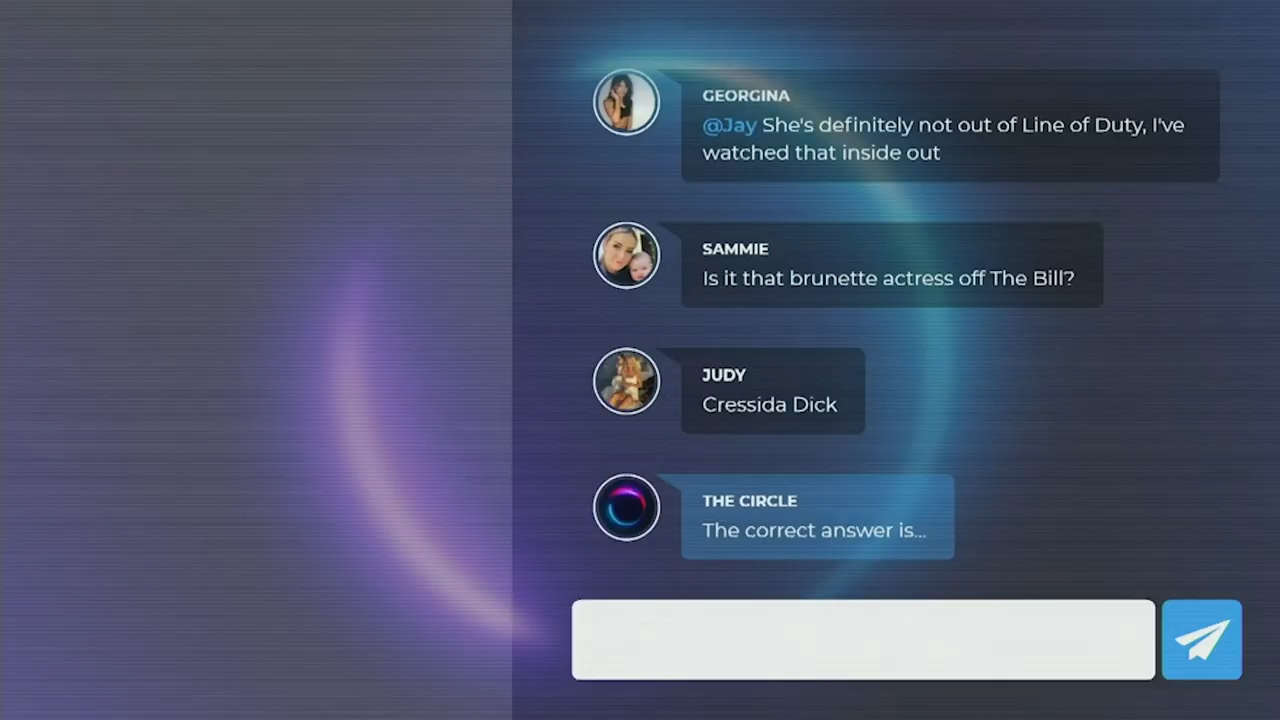 GEORGINA
@Jay She's definitely not out of Line of Duty, I've
watched that inside out
SAMMIE
Is it that brunette actress off The Bill?
JUDY
Cressida Dick
THE CIRCLE
The correct answer is...